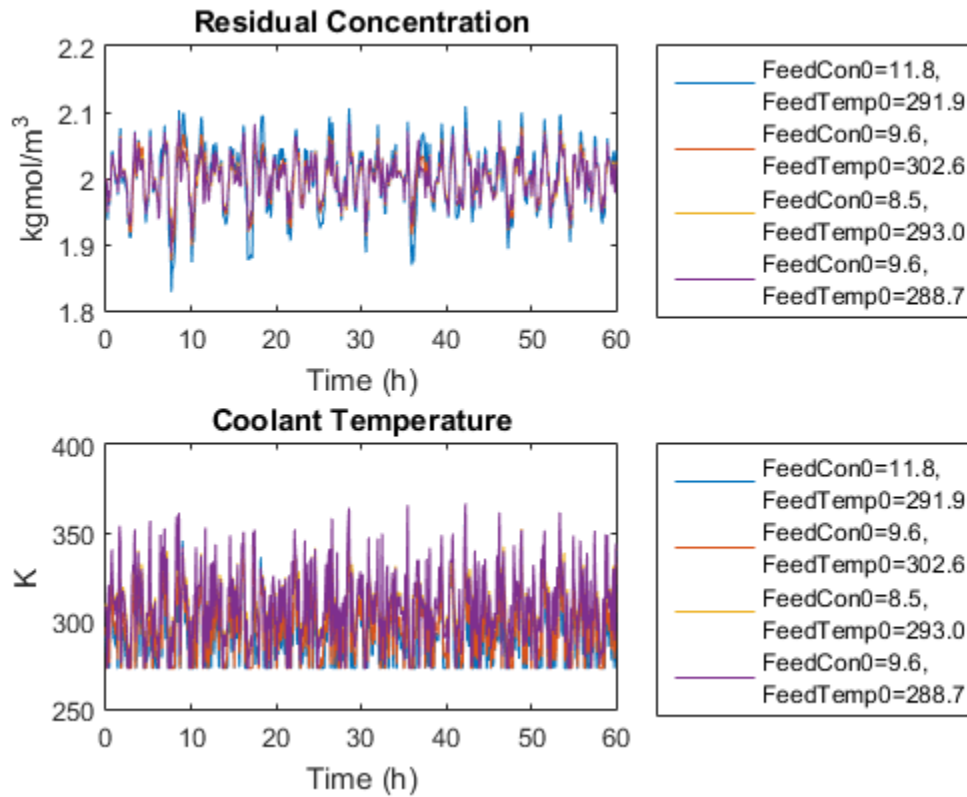 Residual Concentration
2.2
2.1
2
1.9
1.8
kgmol/m³
0 10 20 30 40 50 60
Time (h)
FeedCon0=11.8,
FeedTemp0=291.9
FeedCon0=9.6,
FeedTemp0=302.6
FeedCon0=8.5,
FeedTemp0=293.0
FeedCon0=9.6,
FeedTemp0=288.7
Coolant Temperature
400
350
300
250
K
0 10 20 30 40 50 60
Time (h)
FeedCon0=11.8,
FeedTemp0=291.9
FeedCon0=9.6,
FeedTemp0=302.6
FeedCon0=8.5,
FeedTemp0=293.0
FeedCon0=9.6,
FeedTemp0=288.7